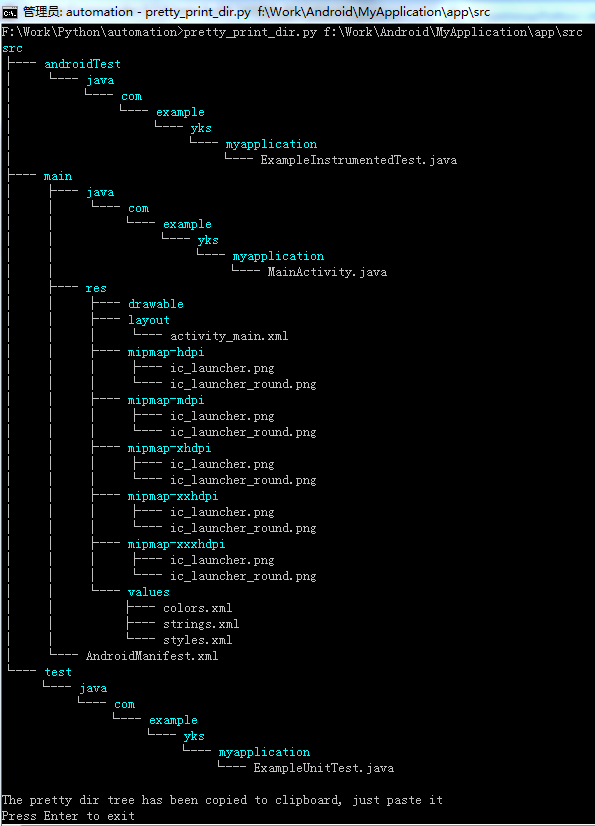 管理员: automation - pretty_print_dir.py  f:\Work\Android\MyApplication\app\src
F:\Work\Python\automation>pretty_print_dir.py f:\Work\Android\MyApplication\app\src
src
├─── androidTest
│    └─── java
│         └─── com
│              └─── example
│                   └─── yks
│                        └─── myapplication
│                             └─── ExampleInstrumentedTest.java
├─── main
│    ├─── java
│    │    └─── com
│    │         └─── example
│    │              └─── yks
│    │                   └─── myapplication
│    │                        └─── MainActivity.java
│    ├─── res
│    │    ├─── drawable
│    │    ├─── layout
│    │    │    └─── activity_main.xml
│    │    ├─── mipmap-hdpi
│    │    │    ├─── ic_launcher.png
│    │    │    └─── ic_launcher_round.png
│    │    ├─── mipmap-mdpi
│    │    │    ├─── ic_launcher.png
│    │    │    └─── ic_launcher_round.png
│    │    ├─── mipmap-xhdpi
│    │    │    ├─── ic_launcher.png
│    │    │    └─── ic_launcher_round.png
│    │    ├─── mipmap-xxhdpi
│    │    │    ├─── ic_launcher.png
│    │    │    └─── ic_launcher_round.png
│    │    ├─── mipmap-xxxhdpi
│    │    │    ├─── ic_launcher.png
│    │    │    └─── ic_launcher_round.png
│    │    └─── values
│    │         ├─── colors.xml
│    │         ├─── strings.xml
│    │         └─── styles.xml
│    └─── AndroidManifest.xml
└─── test
     └─── java
          └─── com
               └─── example
                    └─── yks
                         └─── myapplication
                              └─── ExampleUnitTest.java
The pretty dir tree has been copied to clipboard, just paste it
Press Enter to exit